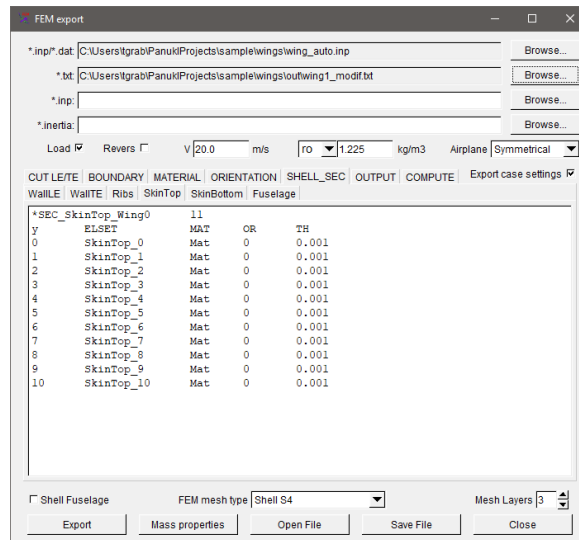 FEM export
*.inp/*.dat: C:\Users\tgrab\PanuklProjects\sample\wings\wing_auto.inp Browse...
*.txt: C:\Users\tgrab\PanuklProjects\sample\wings\out\wing1_modif.txt Browse...
*.inp: Browse...
*.inertia: Browse...
Load Revers V 20.0 m/s ro 1.225 kg/m3 Airplane Symmetrical
CUT LE/TE BOUNDARY MATERIAL ORIENTATION SHELL_SEC OUTPUT COMPUTE Export case settings
WallLE WallTE Ribs SkinTop SkinBottom Fuselage
*SEC_SkinTop_Wing0 11
y ELSET MAT OR TH
0 SkinTop_0 Mat 0 0.001
1 SkinTop_1 Mat 0 0.001
2 SkinTop_2 Mat 0 0.001
3 SkinTop_3 Mat 0 0.001
4 SkinTop_4 Mat 0 0.001
5 SkinTop_5 Mat 0 0.001
6 SkinTop_6 Mat 0 0.001
7 SkinTop_7 Mat 0 0.001
8 SkinTop_8 Mat 0 0.001
9 SkinTop_9 Mat 0 0.001
10 SkinTop_10 Mat 0 0.001
Shell Fuselage FEM mesh type Shell S4 Mesh Layers 3
Export Mass properties Open File Save File Close